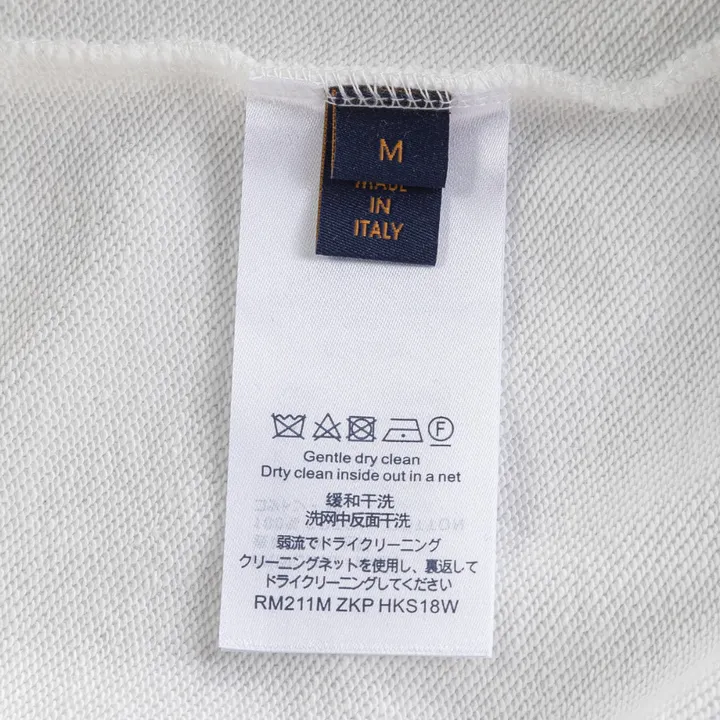 M
MADE
IN
ITALY
F
Gentle dry clean
Drty clean inside out in a net
缓和干洗
洗网中反面干洗
弱流でドライクリーニング
クリーニングネットを使用し、裏返して
ドライクリーニングしてください
RM211M ZKP HKS18W